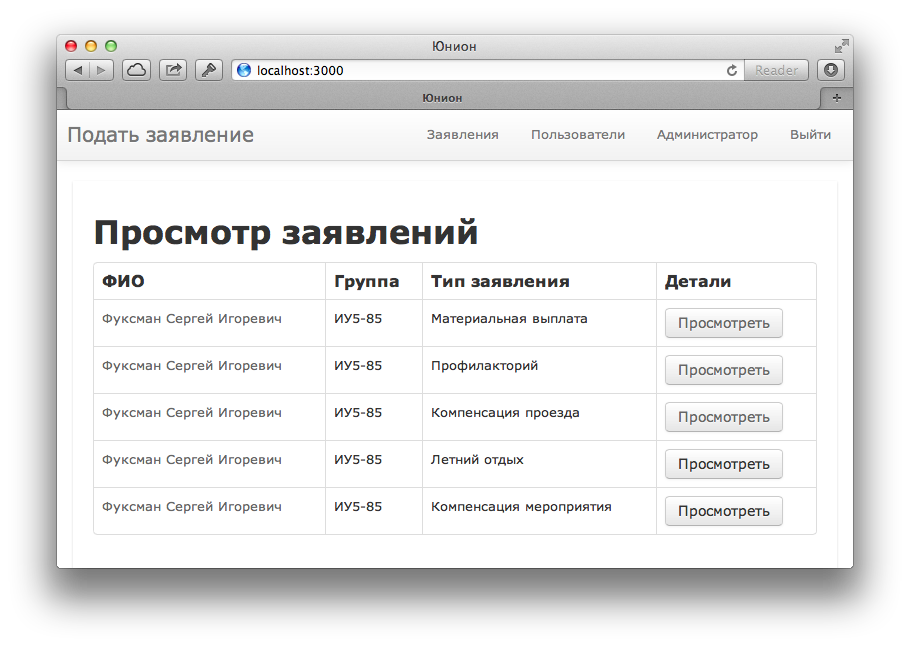 Юнион
localhost:3000
Reader
Юнион
Подать заявление Заявления Пользователи Администратор Выйти
Просмотр заявлений
ФИО Группа Тип заявления Детали
Фуксман Сергей Игоревич ИУ5-85 Материальная выплата Просмотреть
Фуксман Сергей Игоревич ИУ5-85 Профилакторий Просмотреть
Фуксман Сергей Игоревич ИУ5-85 Компенсация проезда Просмотреть
Фуксман Сергей Игоревич ИУ5-85 Летний отдых Просмотреть
Фуксман Сергей Игоревич ИУ5-85 Компенсация мероприятия Просмотреть